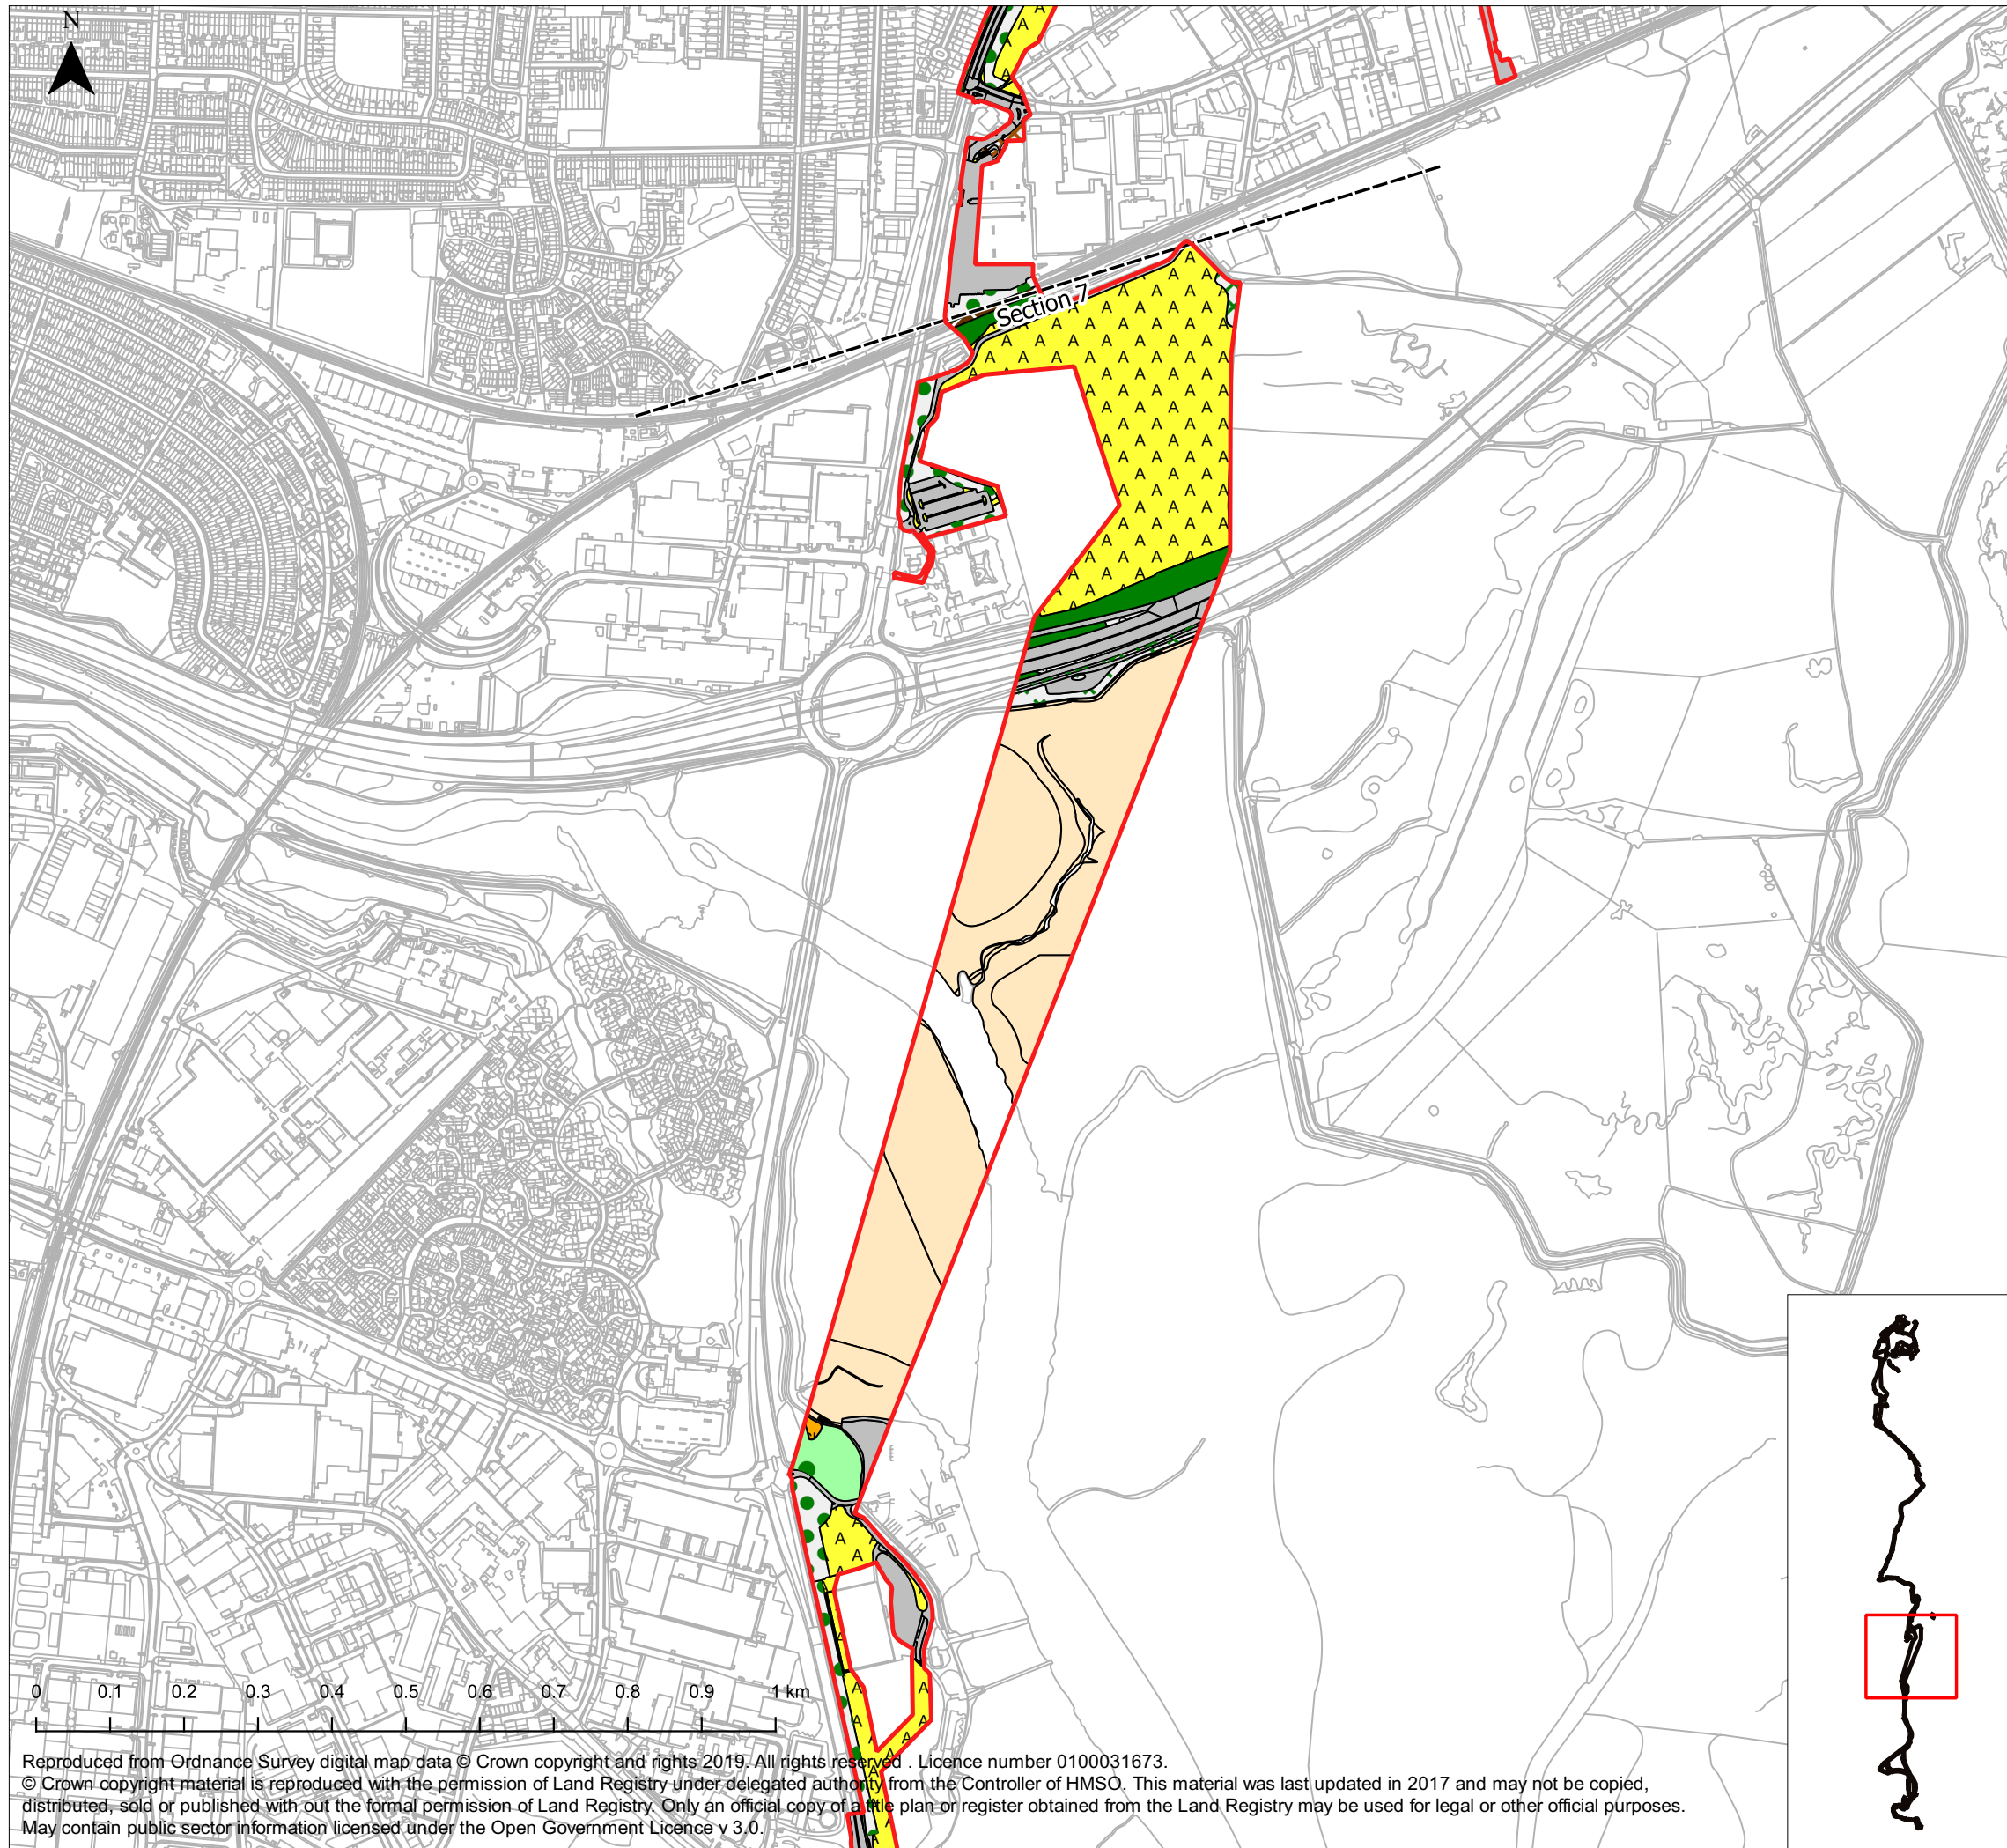 N
Section 7
0 0.1 0.2 0.3 0.4 0.5 0.6 0.7 0.8 0.9 1 km
Reproduced from Ordnance Survey digital map data © Crown copyright and rights 2019. All rights reserved . Licence number 0100031673.
© Crown copyright material is reproduced with the permission of Land Registry under delegated authority from the Controller of HMSO. This material was last updated in 2017 and may not be copied,
distributed, sold or published with out the formal permission of Land Registry. Only an official copy of a title plan or register obtained from the Land Registry may be used for legal or other official purposes.
May contain public sector information licensed under the Open Government Licence v 3.0.